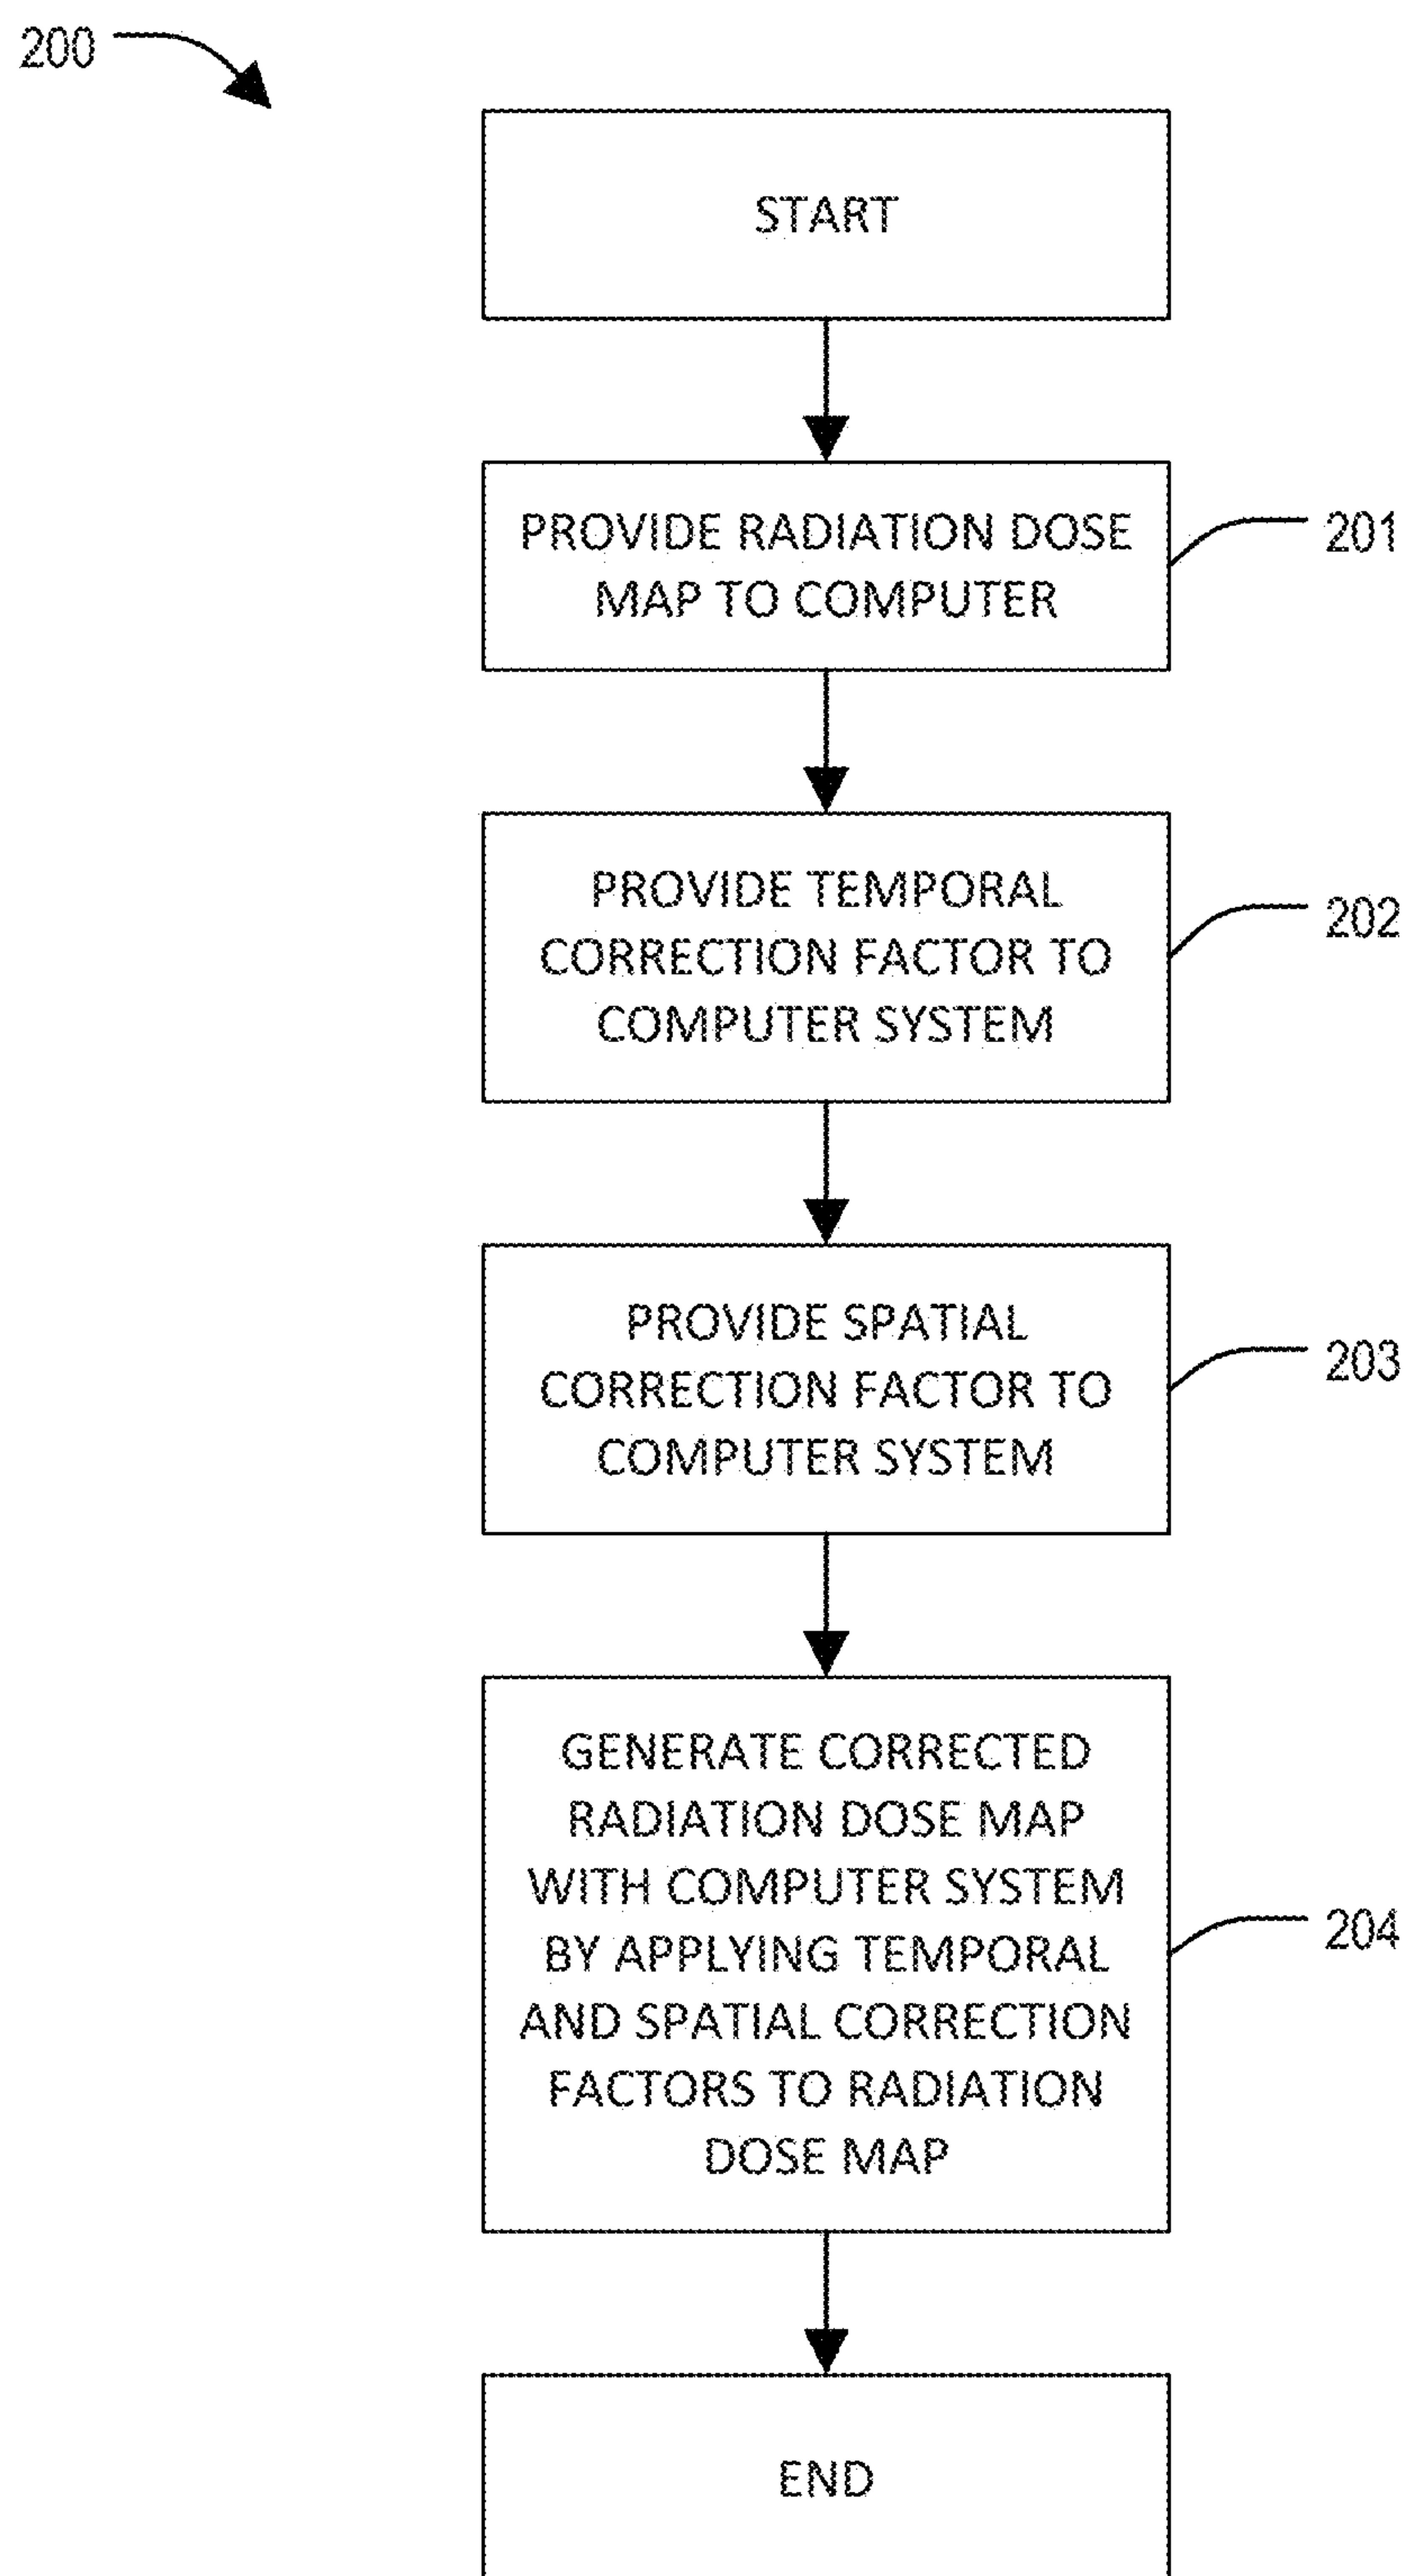 200
START
PROVIDE RADIATION DOSE
MAP TO COMPUTER
201
PROVIDE TEMPORAL
CORRECTION FACTOR TO
COMPUTER SYSTEM
202
PROVIDE SPATIAL
CORRECTION FACTOR TO
COMPUTER SYSTEM
203
GENERATE CORRECTED
RADIATION DOSE MAP
WITH COMPUTER SYSTEM
BY APPLYING TEMPORAL
AND SPATIAL CORRECTION
FACTORS TO RADIATION
DOSE MAP
204
END